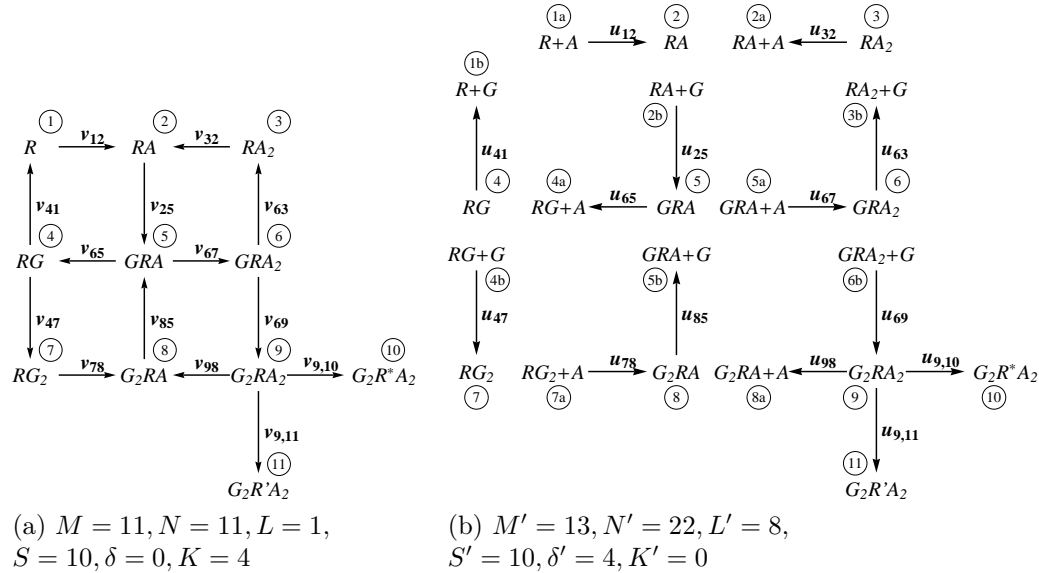 1 2 3
R v₁₂ RA v₃₂ RA₂
v₄₁ v₂₅ v₆₃
4 5 6
RG v₆₅ GRA v₆₇ GRA₂
v₄₇ v₈₅ v₆₉
7 8 9 10
RG₂ v₇₈ G₂RA v₉₈ G₂RA₂ v₉,₁₀ G₂R*A₂
v₉,₁₁
11
G₂R'A₂
(a) M = 11, N = 11, L = 1,
S = 10, δ = 0, K = 4
1a 2 2a 3
R+A u₁₂ RA RA+A u₃₂ RA₂
1b
R+G RA+G RA₂+G
2b 3b
u₄₁ u₂₅ u₆₃
4 4a 5 5a 6
RG RG+A u₆₅ GRA GRA+A u₆₇ GRA₂
RG+G GRA+G GRA₂+G
4b 5b 6b
u₄₇ u₈₅ u₆₉
RG₂ RG₂+A u₇₈ G₂RA G₂RA+A u₉₈ G₂RA₂ u₉,₁₀ G₂R*A₂
7 7a 8 8a 9 10
u₉,₁₁
11
G₂R'A₂
(b) M′ = 13, N′ = 22, L′ = 8,
S′ = 10, δ′ = 4, K′ = 0